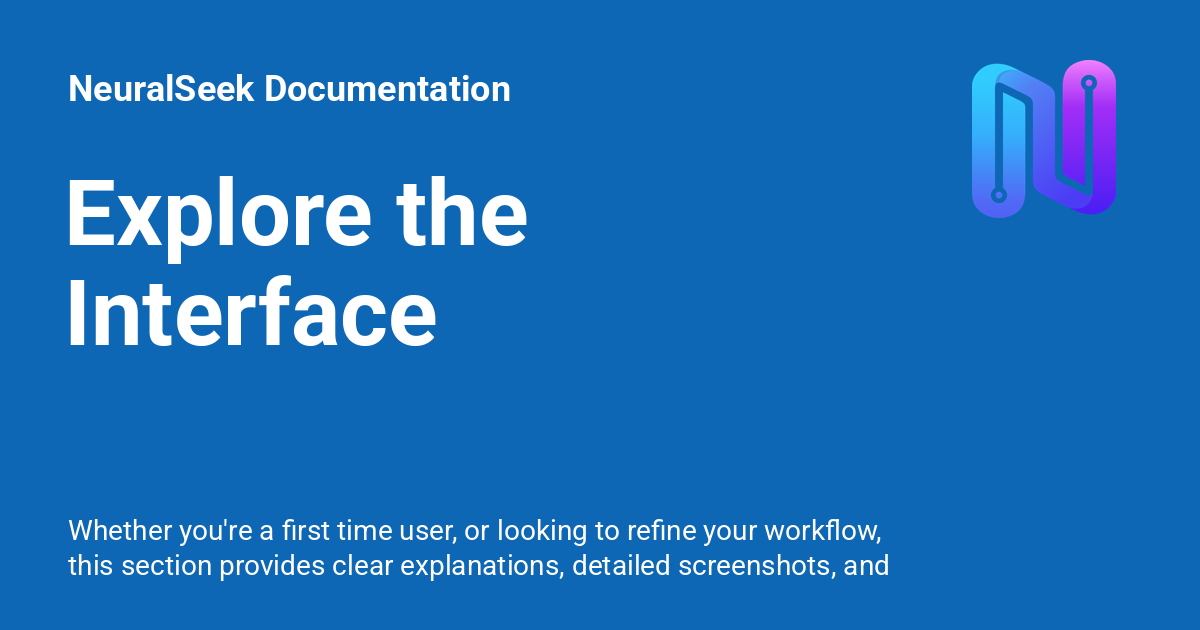 NeuralSeek Documentation
Explore the
Interface
Whether you're a first time user, or looking to refine your workflow,
this section provides clear explanations, detailed screenshots, and